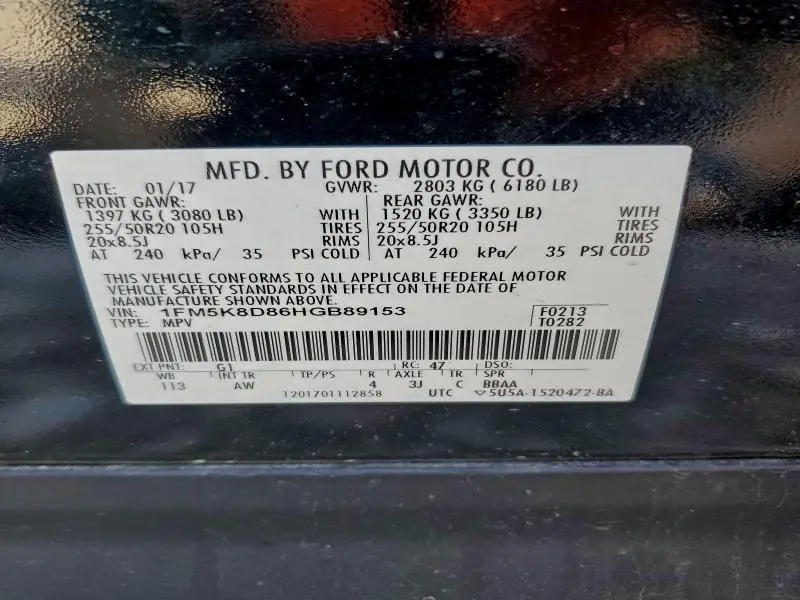 MFD. BY FORD MOTOR CO.
DATE: 01/17 GVWR: 2803 KG ( 6180 LB)
FRONT GAWR: REAR GAWR:
1397 KG ( 3080 LB) WITH 1520 KG ( 3350 LB) WITH
255/50R20 105H TIRES 255/50R20 105H TIRES
20x8.5J RIMS 20x8.5J RIMS
AT 240 kPa/ 35 PSI COLD AT 240 kPa/ 35 PSI COLD
THIS VEHICLE CONFORMS TO ALL APPLICABLE FEDERAL MOTOR
VEHICLE SAFETY STANDARDS IN EFFECT ON THE DATE OF
MANUFACTURE SHOWN ABOVE.
VIN: 1FM5K8D86HGB89153 F0213
TYPE: MPV T0282
EXT PNT: G1 RC: 47 DSO:
WB INT TR TP/PS R AXLE TR SPR
113 AW 4 3J C BBAA
1201701112858 UTC ▽5U5A-1520472-BA